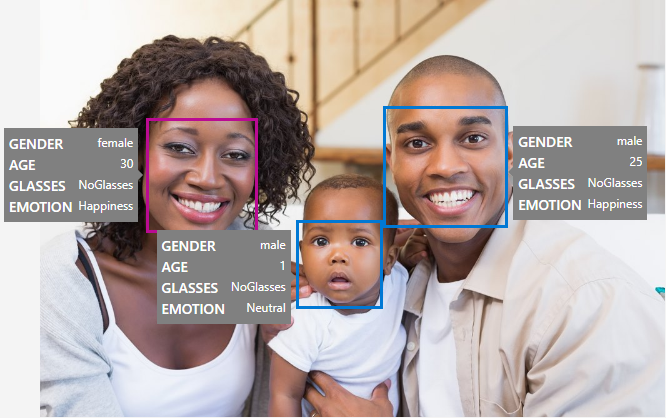 GENDER female
AGE 30
GLASSES NoGlasses
EMOTION Happiness
GENDER male
AGE 25
GLASSES NoGlasses
EMOTION Happiness
GENDER male
AGE 1
GLASSES NoGlasses
EMOTION Neutral